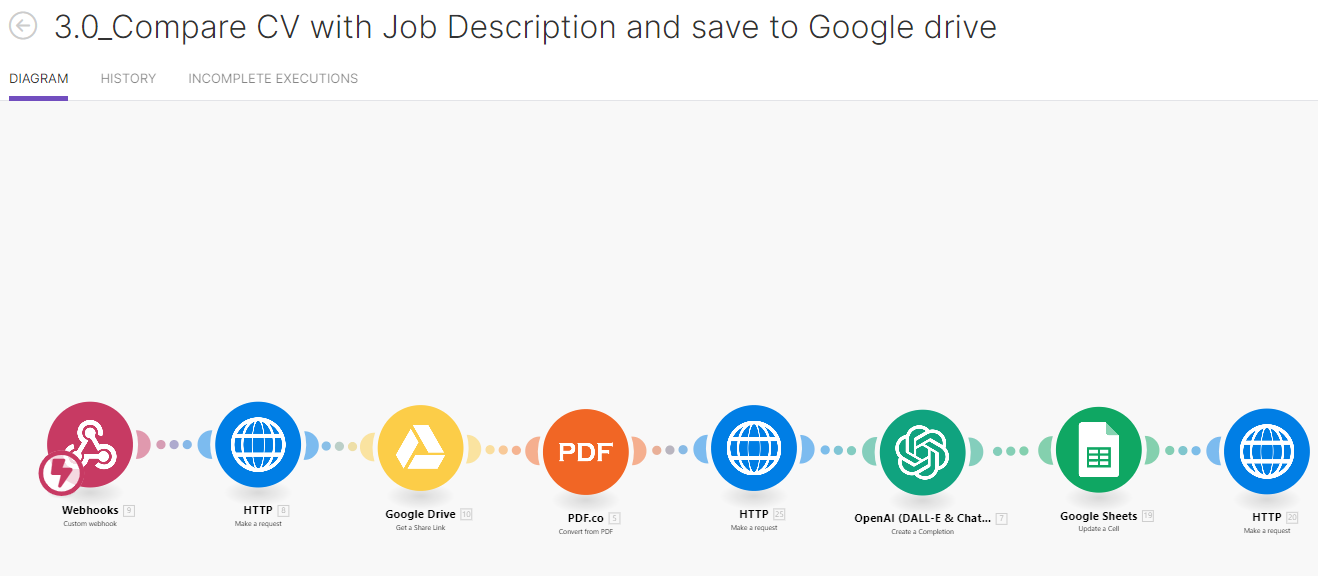 3.0_Compare CV with Job Description and save to Google drive
DIAGRAM HISTORY INCOMPLETE EXECUTIONS
PDF
Webhooks 9
Custom webhook
HTTP 8
Make a request
Google Drive 10
Get a Share Link
PDF.co 5
Convert from PDF
HTTP 25
Make a request
OpenAI (DALL-E & Chat... 7
Create a Completion
Google Sheets 19
Update a Cell
HTTP 20
Make a request